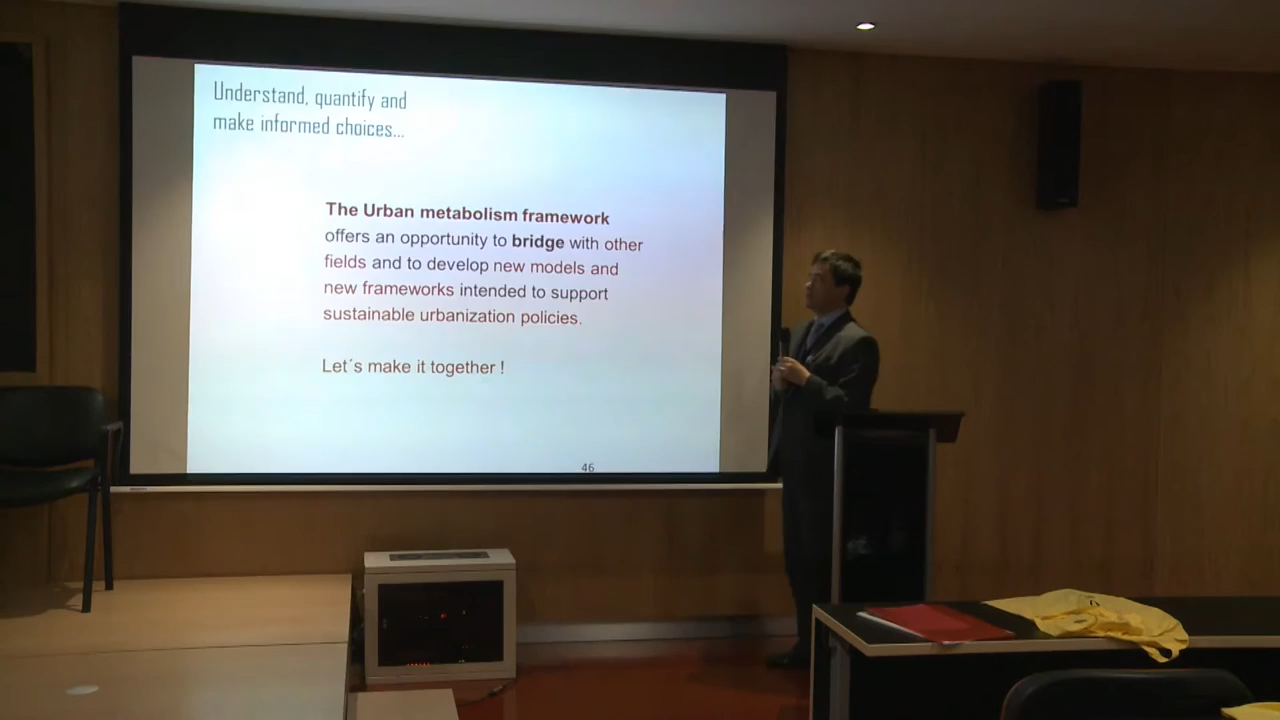 Understand, quantify and
make informed choices...
The Urban metabolism framework
offers an opportunity to bridge with other
fields and to develop new models and
new frameworks intended to support
sustainable urbanization policies.
Let´s make it together !
46